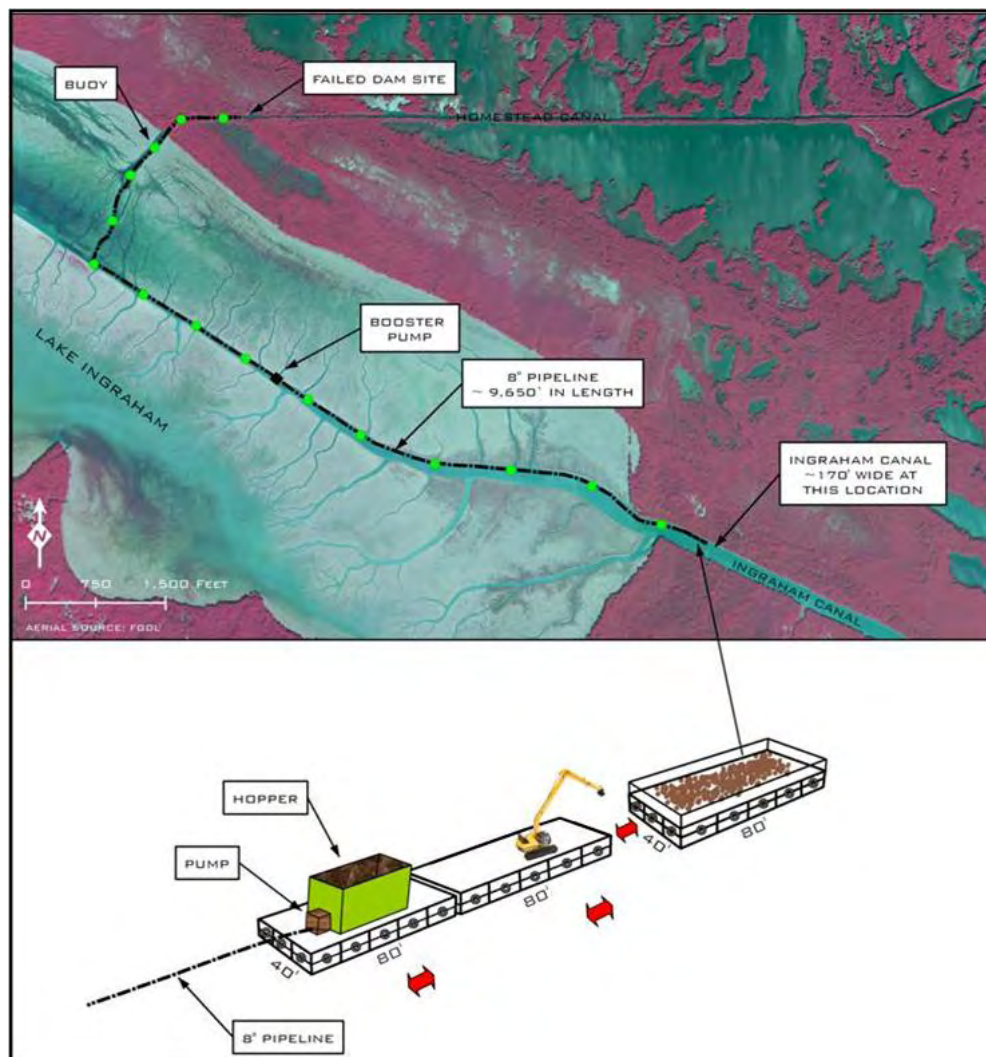 BUOY
FAILED DAM SITE
HOMESTEAD CANAL
BOOSTER
PUMP
LAKE INGRAHAM
8" PIPELINE
~ 9,650' IN LENGTH
INGRAHAM CANAL
~170' WIDE AT
THIS LOCATION
N
0 750 1,500 FEET
INGRAHAM CANAL
AERIAL SOURCE: FGDL
HOPPER
PUMP
40'
80'
80'
40'
80'
8" PIPELINE